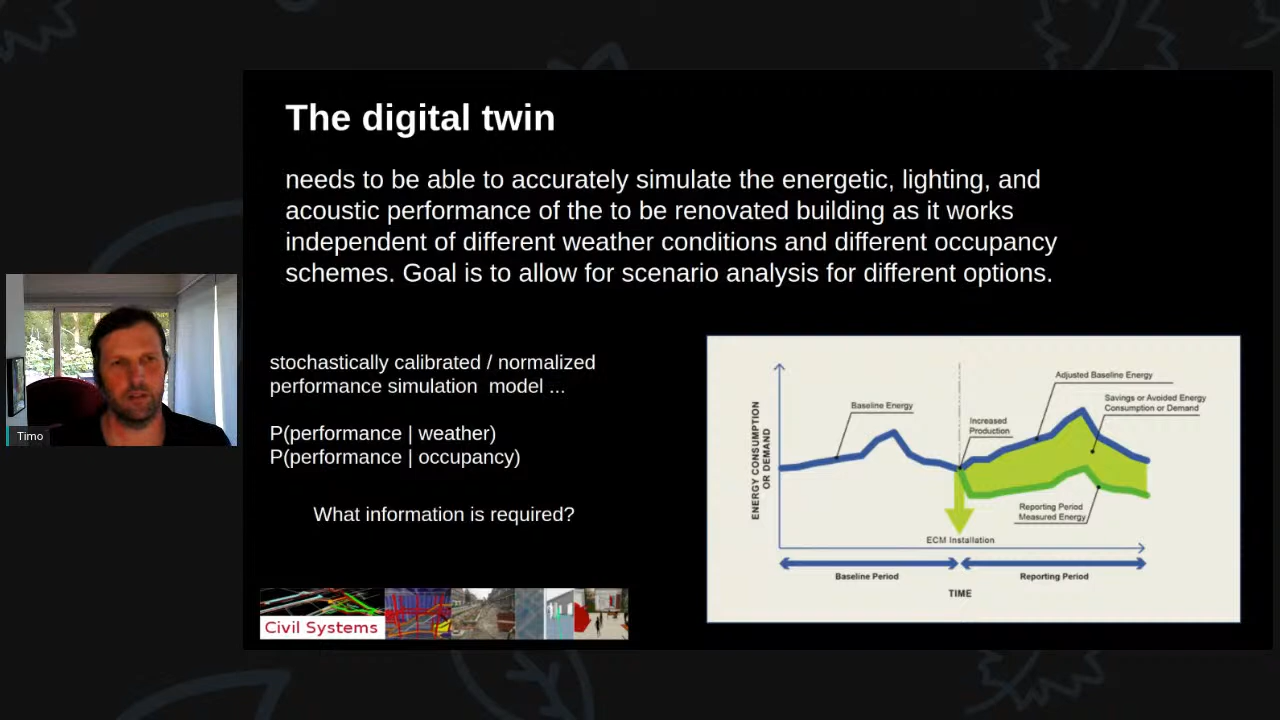 The digital twin
needs to be able to accurately simulate the energetic, lighting, and
acoustic performance of the to be renovated building as it works
independent of different weather conditions and different occupancy
schemes. Goal is to allow for scenario analysis for different options.
stochastically calibrated / normalized
performance simulation model ...
P(performance | weather)
P(performance | occupancy)
What information is required?
Civil Systems
Timo
ENERGY CONSUMPTION
OR DEMAND
Baseline Energy
Increased
Production
Adjusted Baseline Energy
Savings or Avoided Energy
Consumption or Demand
Reporting Period
Measured Energy
ECM Installation
Baseline Period
Reporting Period
TIME